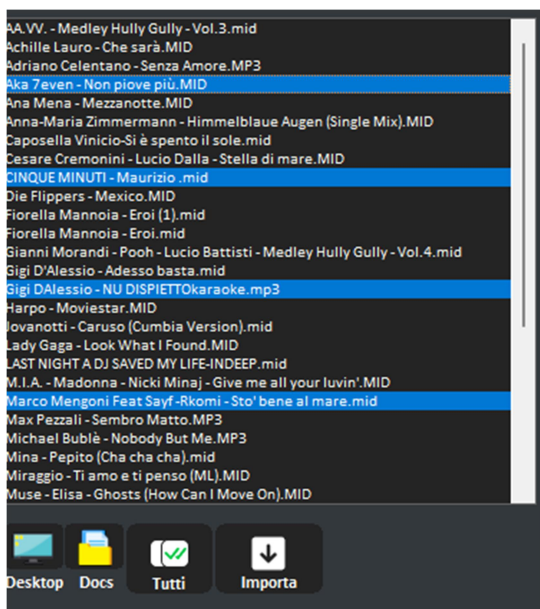 AA.VV. - Medley Hully Gully - Vol.3.mid
Achille Lauro - Che sarà.MID
Adriano Celentano - Senza Amore.MP3
Aka 7even - Non piove più.MID
Ana Mena - Mezzanotte.MID
Anna-Maria Zimmermann - Himmelblaue Augen (Single Mix).MID
Caposella Vinicio-Si è spento il sole.mid
Cesare Cremonini - Lucio Dalla - Stella di mare.MID
CINQUE MINUTI - Maurizio .mid
Die Flippers - Mexico.MID
Fiorella Mannoia - Eroi (1).mid
Fiorella Mannoia - Eroi.mid
Gianni Morandi - Pooh - Lucio Battisti - Medley Hully Gully - Vol.4.mid
Gigi D'Alessio - Adesso basta.mid
Gigi DAlessio - NU DISPIETTOkaraoke.mp3
Harpo - Moviestar.MID
Jovanotti - Caruso (Cumbia Version).mid
Lady Gaga - Look What I Found.MID
LAST NIGHT A DJ SAVED MY LIFE-INDEEP.mid
M.I.A. - Madonna - Nicki Minaj - Give me all your luvin'.MID
Marco Mengoni Feat Sayf -Rkomi - Sto' bene al mare.mid
Max Pezzali - Sembro Matto.MP3
Michael Bublè - Nobody But Me.MP3
Mina - Pepito (Cha cha cha).mid
Miraggio - Ti amo e ti penso (ML).MID
Muse - Elisa - Ghosts (How Can I Move On).MID
Desktop Docs Tutti Importa